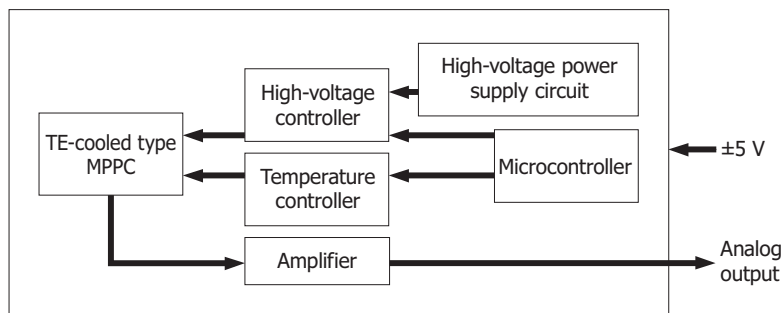 High-voltage power
supply circuit
High-voltage
controller
TE-cooled type
MPPC
Microcontroller
±5 V
Temperature
controller
Amplifier
Analog
output